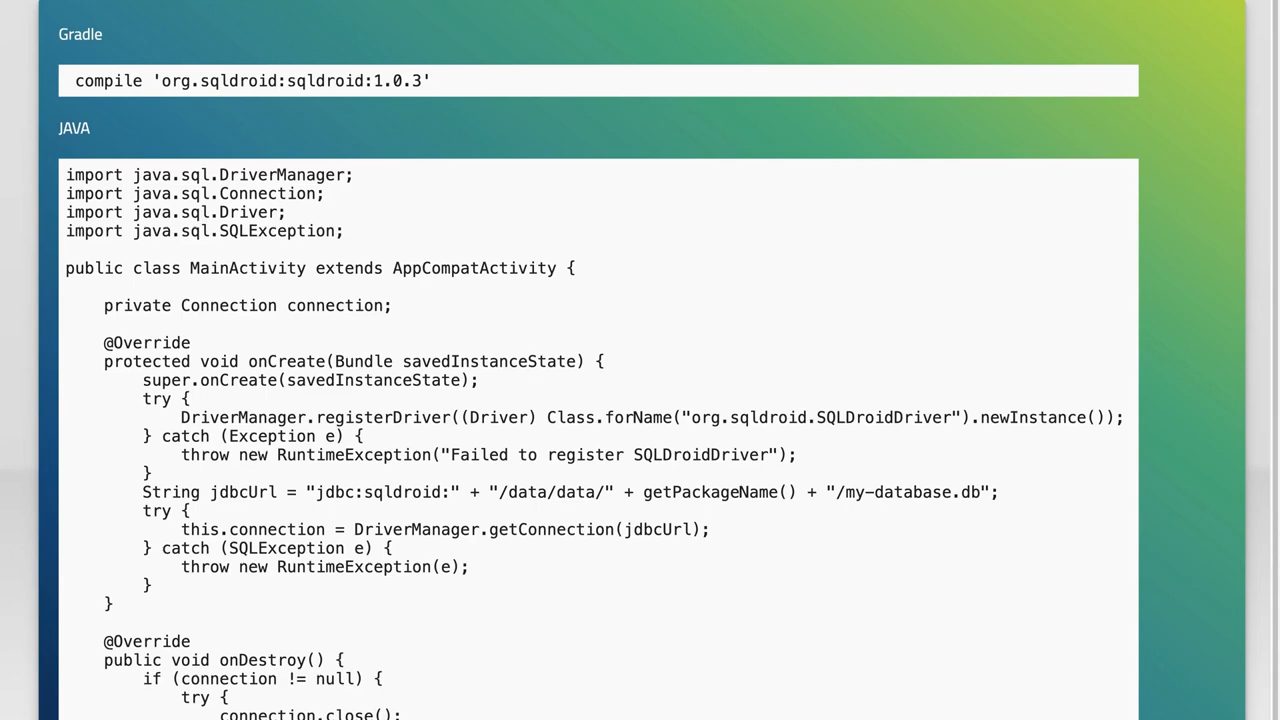 Gradle
compile 'org.sqldroid:sqldroid:1.0.3'
JAVA
import java.sql.DriverManager;
import java.sql.Connection;
import java.sql.Driver;
import java.sql.SQLException;
public class MainActivity extends AppCompatActivity {
    private Connection connection;
    @Override
    protected void onCreate(Bundle savedInstanceState) {
        super.onCreate(savedInstanceState);
        try {
            DriverManager.registerDriver((Driver) Class.forName("org.sqldroid.SQLDroidDriver").newInstance());
        } catch (Exception e) {
            throw new RuntimeException("Failed to register SQLDroidDriver");
        }
        String jdbcUrl = "jdbc:sqldroid:" + "/data/data/" + getPackageName() + "/my-database.db";
        try {
            this.connection = DriverManager.getConnection(jdbcUrl);
        } catch (SQLException e) {
            throw new RuntimeException(e);
        }
    }
    @Override
    public void onDestroy() {
        if (connection != null) {
            try {
                connection.close();